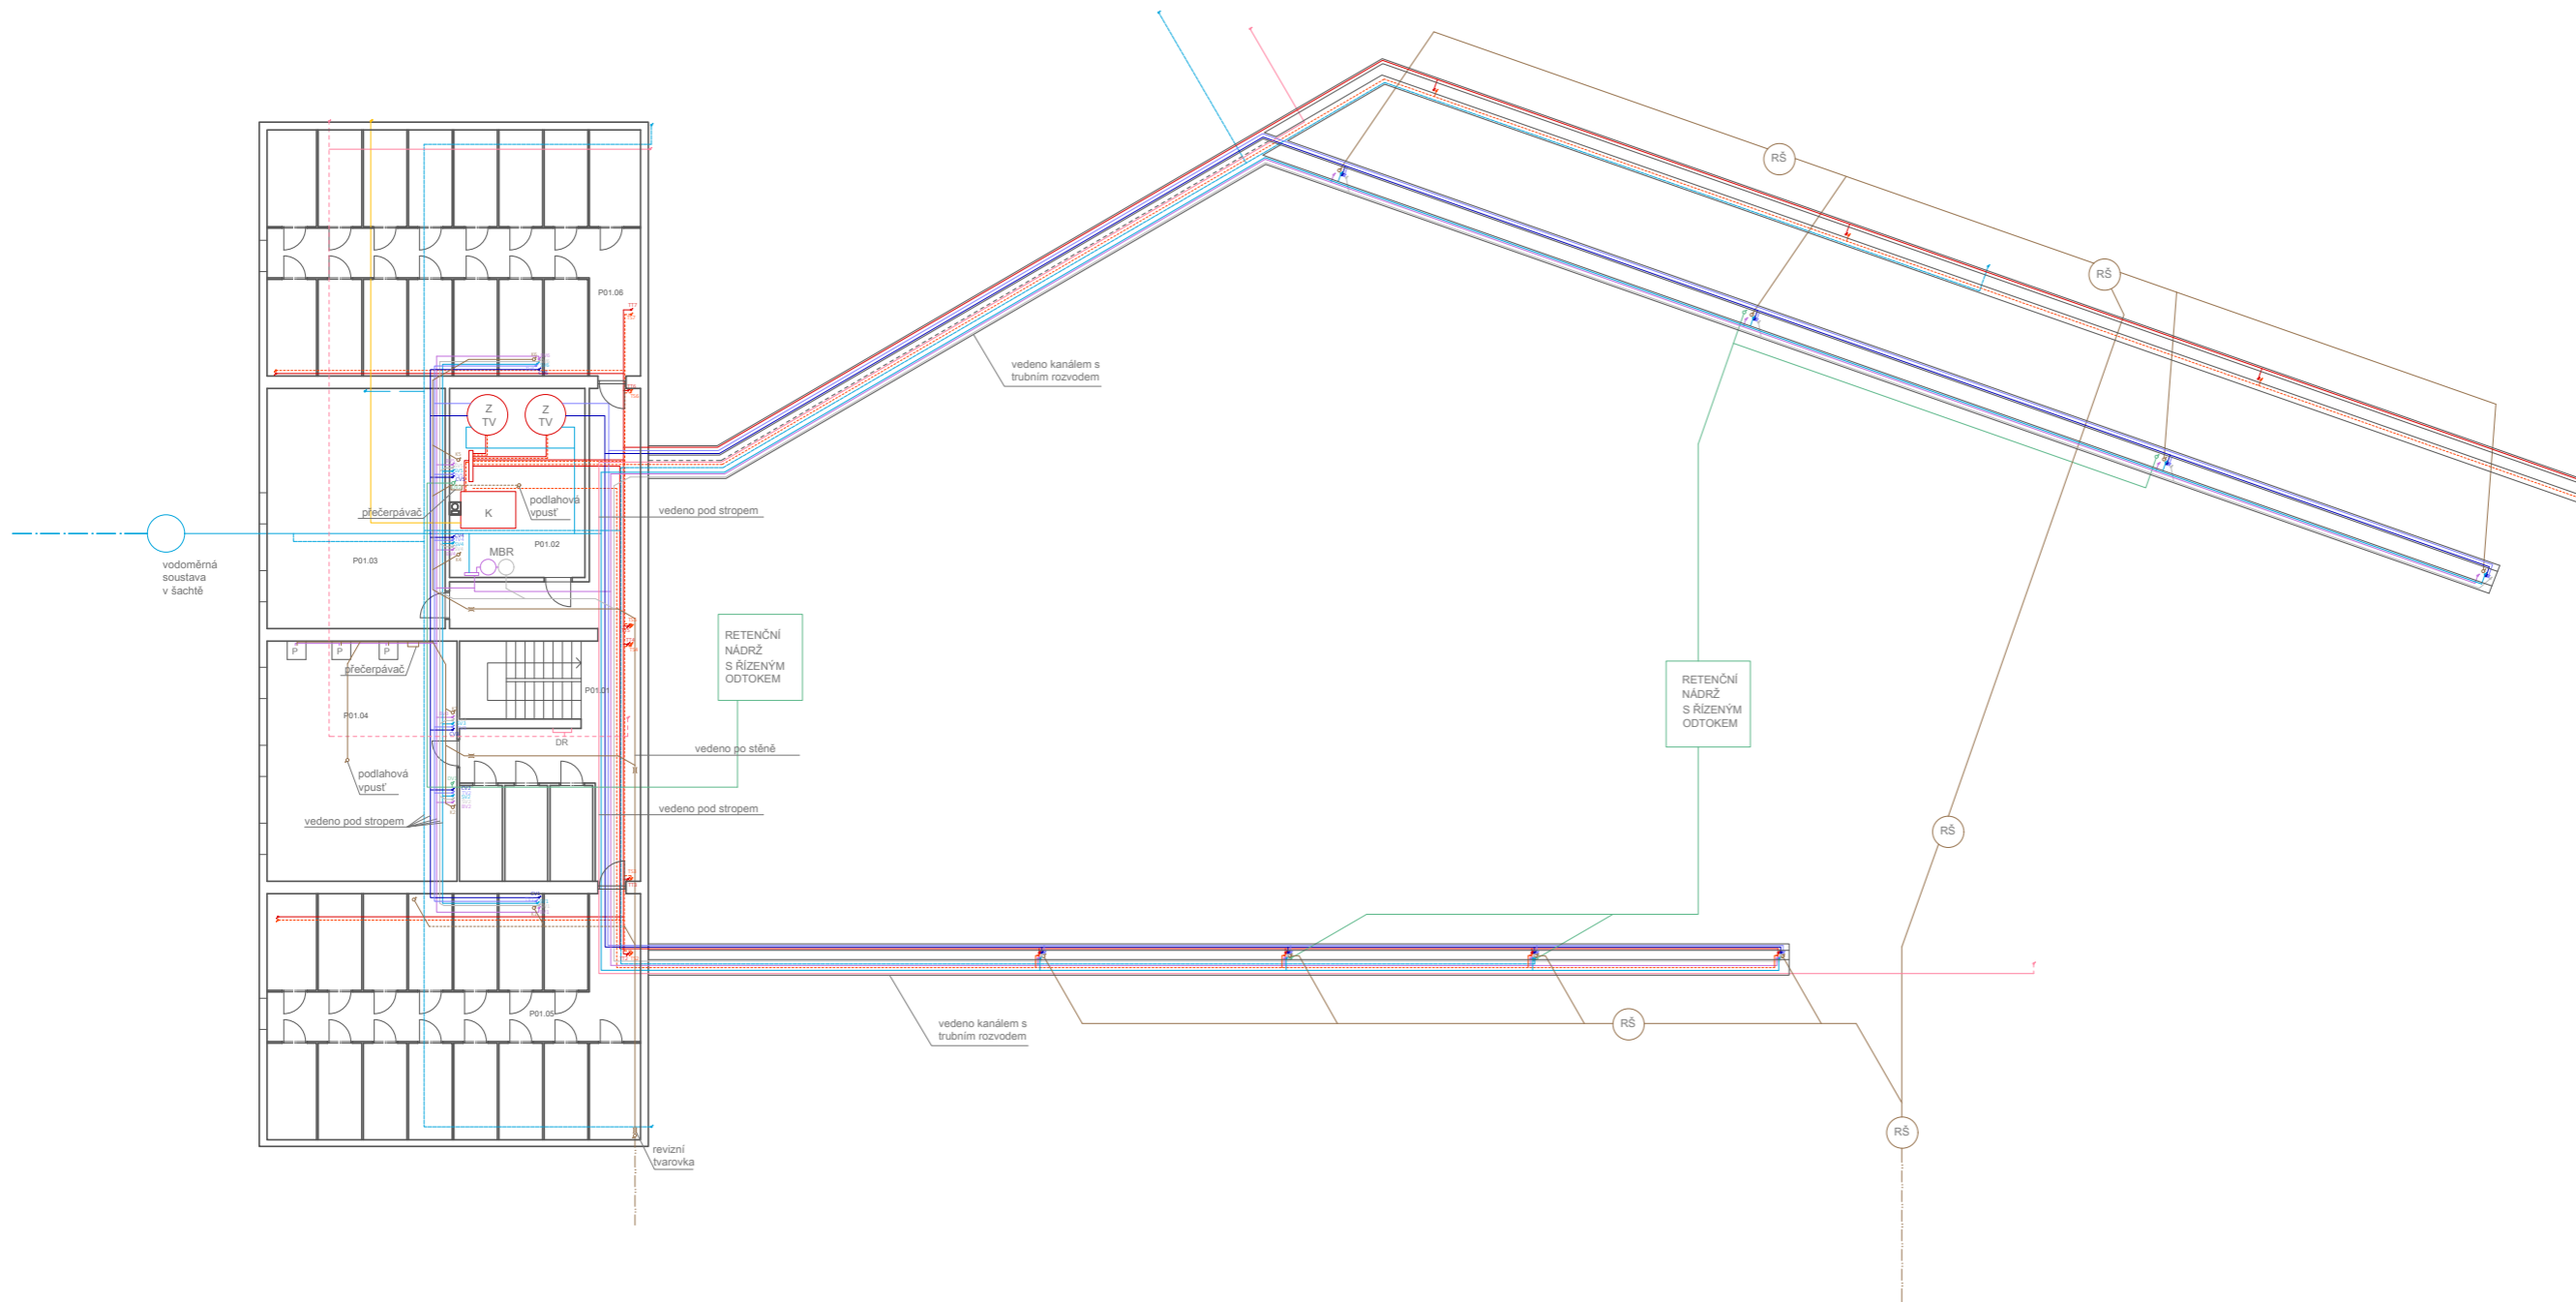 RŠ
RŠ
P01.06
TT7
vedeno kanálem s
trubním rozvodem
Z
TV
Z
TV
podlahová
vpusť
přečerpávač
K
vedeno pod stropem
P01.02
MBR
P01.03
vodoměrná
soustava
v šachtě
RETENČNÍ
NÁDRŽ
S ŘÍZENÝM
ODTOKEM
P
P
P
přečerpávač
P01.01
RETENČNÍ
NÁDRŽ
S ŘÍZENÝM
ODTOKEM
P01.04
DR
vedeno po stěně
podlahová
vpusť
vedeno pod stropem
vedeno pod stropem
RŠ
P01.05
vedeno kanálem s
trubním rozvodem
RŠ
RŠ
revizní
tvarovka